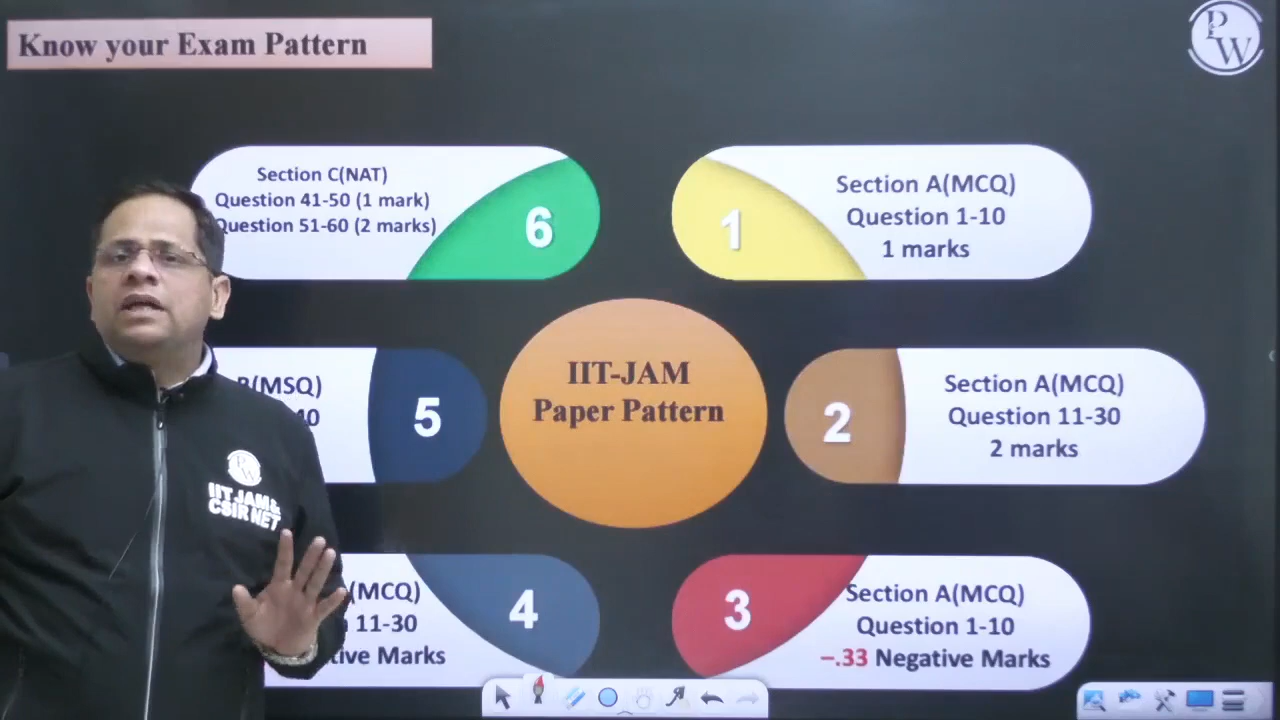 Know your Exam Pattern
PW
Section C(NAT)
Question 41-50 (1 mark)
Question 51-60 (2 marks)
6
1
Section A(MCQ)
Question 1-10
1 marks
B(MSQ)
40
5
IIT-JAM
Paper Pattern
2
Section A(MCQ)
Question 11-30
2 marks
PW
IIT JAM &
CSIR NET
(MCQ)
11-30
tive Marks
4
3
Section A(MCQ)
Question 1-10
–.33 Negative Marks